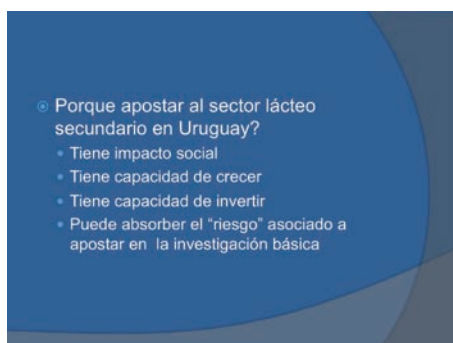 Porque apostar al sector lácteo
secundario en Uruguay?
Tiene impacto social
Tiene capacidad de crecer
Tiene capacidad de invertir
Puede absorber el “riesgo” asociado a
apostar en la investigación básica